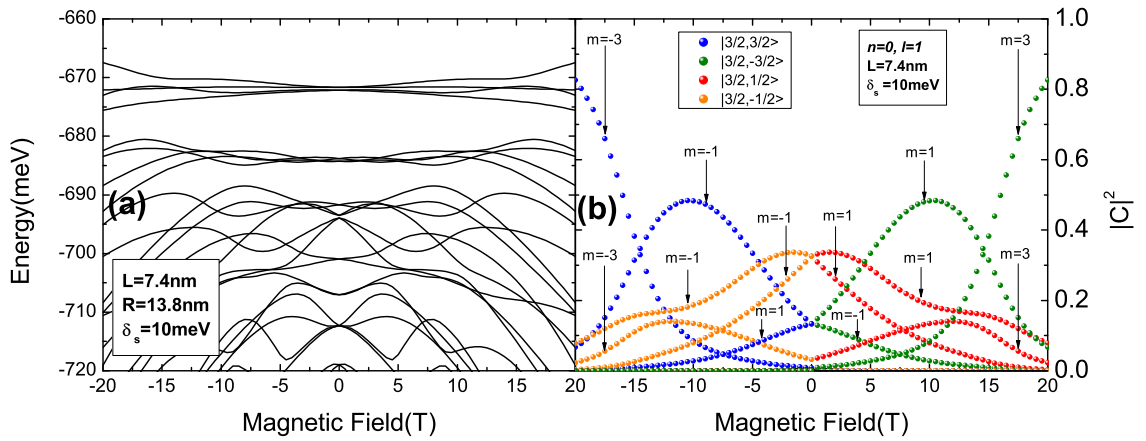 -660
-670
-680
-690
-700
-710
-720
Energy(meV)
(a)
L=7.4nm
R=13.8nm
δs=10meV
-20 -15 -10 -5 0 5 10 15 20
Magnetic Field(T)
|3/2,3/2>
|3/2,-3/2>
|3/2,1/2>
|3/2,-1/2>
n=0, l=1
L=7.4nm
δs=10meV
m=-3
m=3
m=-1
m=1
m=-1
m=1
m=-3
m=-1
m=1
m=3
m=1
m=-1
(b)
1.0
0.8
0.6
0.4
0.2
0.0
|C|²
-15 -10 -5 0 5 10 15 20
Magnetic Field(T)